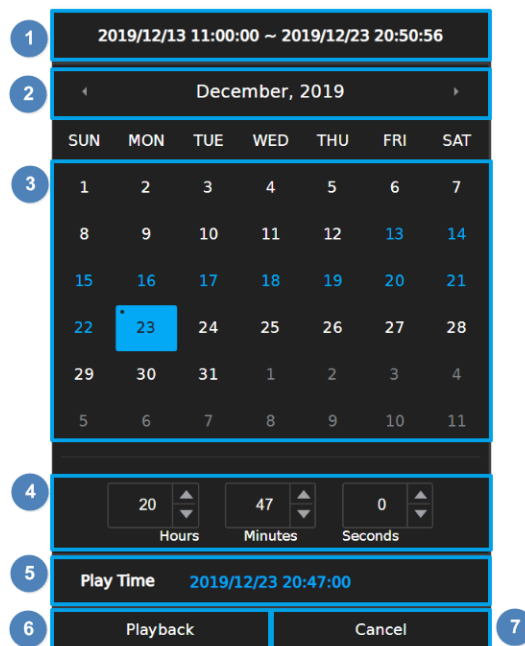 1
2019/12/13 11:00:00 ~ 2019/12/23 20:50:56
2
December, 2019
SUN MON TUE WED THU FRI SAT
3
1 2 3 4 5 6 7
8 9 10 11 12 13 14
15 16 17 18 19 20 21
22 23 24 25 26 27 28
29 30 31 1 2 3 4
5 6 7 8 9 10 11
4
20 47 0
Hours Minutes Seconds
5
Play Time 2019/12/23 20:47:00
6
Playback Cancel
7